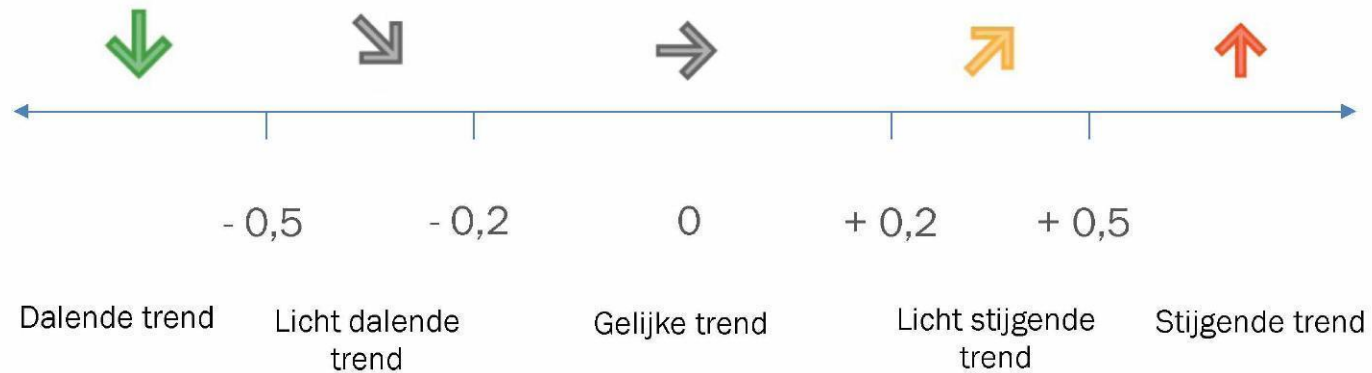 - 0,5
- 0,2
0
+ 0,2
+ 0,5
Dalende trend
Licht dalende
trend
Gelijke trend
Licht stijgende
trend
Stijgende trend